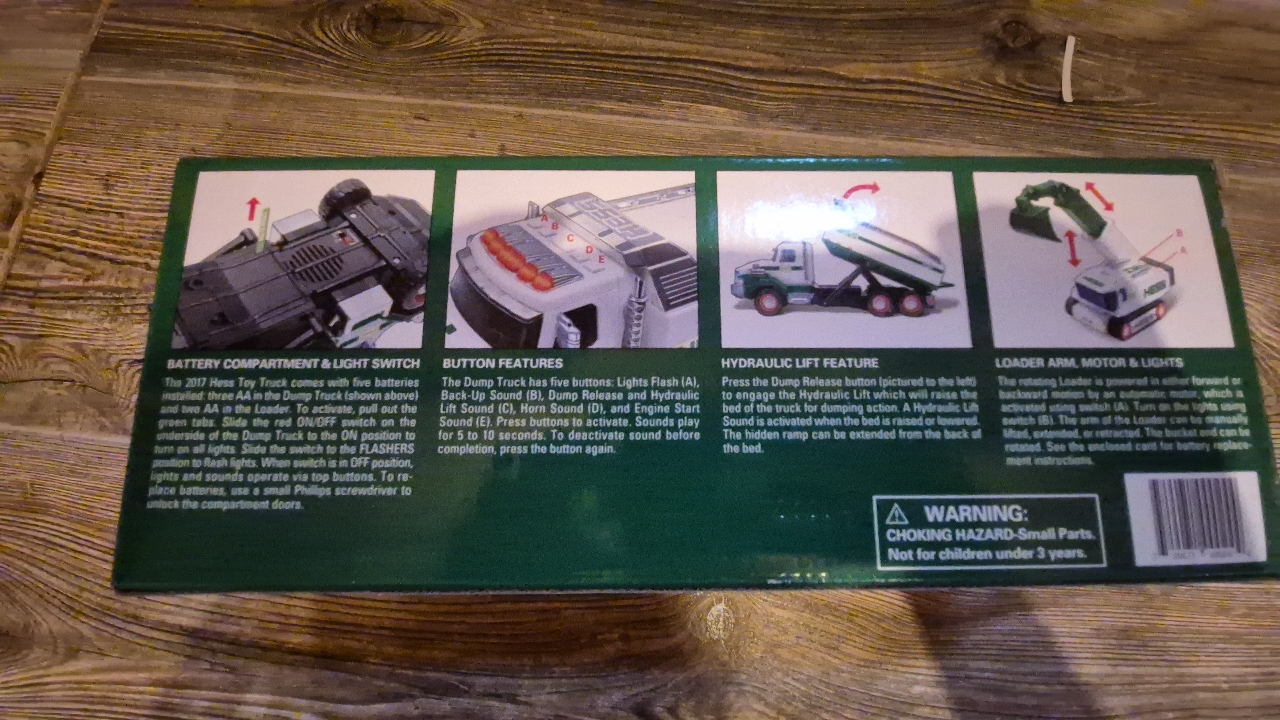 A
B
C
D
E
B
A
BATTERY COMPARTMENT & LIGHT SWITCH
The 2017 Hess Toy Truck comes with five batteries
installed: three AA in the Dump Truck (shown above)
and two AA in the Loader. To activate, pull out the
green tabs. Slide the red ON/OFF switch on the
underside of the Dump Truck to the ON position to
turn on all lights. Slide the switch to the FLASHERS
position to flash lights. When switch is in OFF position,
lights and sounds operate via top buttons. To re-
place batteries, use a small Phillips screwdriver to
unlock the compartment doors.
BUTTON FEATURES
The Dump Truck has five buttons: Lights Flash (A),
Back-Up Sound (B), Dump Release and Hydraulic
Lift Sound (C), Horn Sound (D), and Engine Start
Sound (E). Press buttons to activate. Sounds play
for 5 to 10 seconds. To deactivate sound before
completion, press the button again.
HYDRAULIC LIFT FEATURE
Press the Dump Release button (pictured to the left)
to engage the Hydraulic Lift which will raise the
bed of the truck for dumping action. A Hydraulic Lift
Sound is activated when the bed is raised or lowered.
The hidden ramp can be extended from the back of
the bed.
LOADER ARM, MOTOR & LIGHTS
The rotating Loader is powered in either forward or
backward motion by an automatic motor, which is
activated using switch (A). Turn on the lights using
switch (B). The arm of the Loader can be manually
lifted, extended, or retracted. The bucket end can be
rotated. See the enclosed card for battery replace-
ment instructions.
WARNING:
CHOKING HAZARD-Small Parts.
Not for children under 3 years.